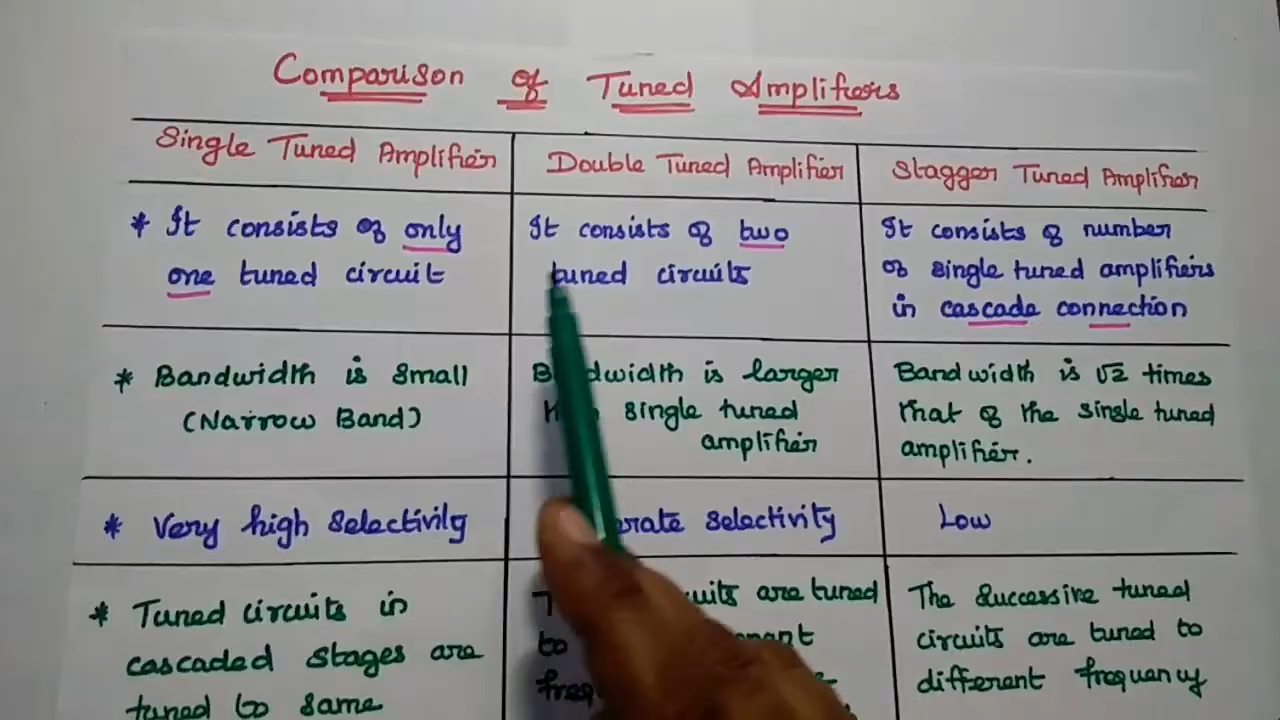 Comparison of Tuned Amplifiers
Single Tuned Amplifier
Double Tuned Amplifier
Stagger Tuned Amplifier
* It consists of only
one tuned circuit
It consists of two
tuned circuits
It consists of number
of single tuned amplifiers
in cascade connection
* Bandwidth is small
(Narrow Band)
Bandwidth is larger
single tuned
amplifier
Bandwidth is √2 times
that of the single tuned
amplifier.
* Very high selectivity
selectivity
Low
* Tuned circuits in
cascaded stages are
tuned to same
are tuned
to
The successive tuned
circuits are tuned to
different frequency